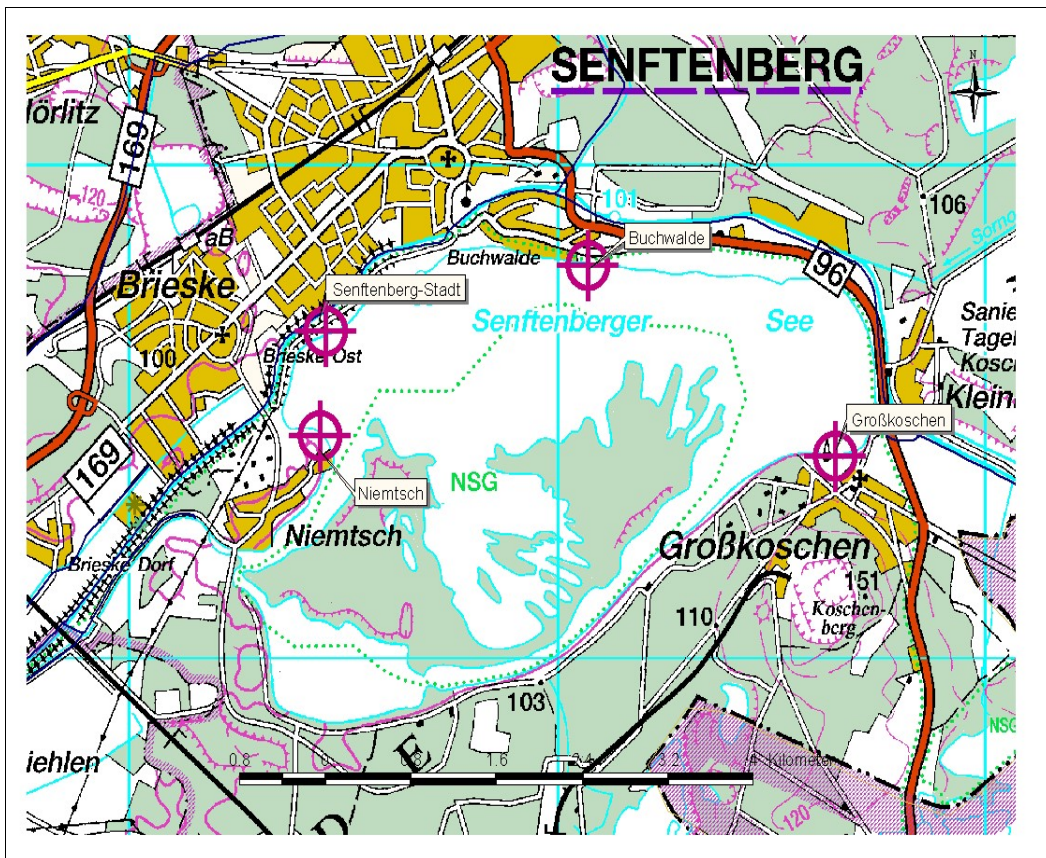 SENFTENBERG
N
örlitz
169
120
aB
101
106
Buchwalde
Buchwalde
Brieske
Senftenberg-Stadt
96
Senftenberger See
Sanie
Tagel
Kosch
Klein
100
Brieske Ost
169
Großkoschen
NSG
Niemtsch
Niemtsch
Großkoschen
Brieske Dorf
151
110
Koschen-
berg
103
NSG
iehlen
E
D
0.8 0 0.8 1.6 2.4 3.2 4 Kilometer
120